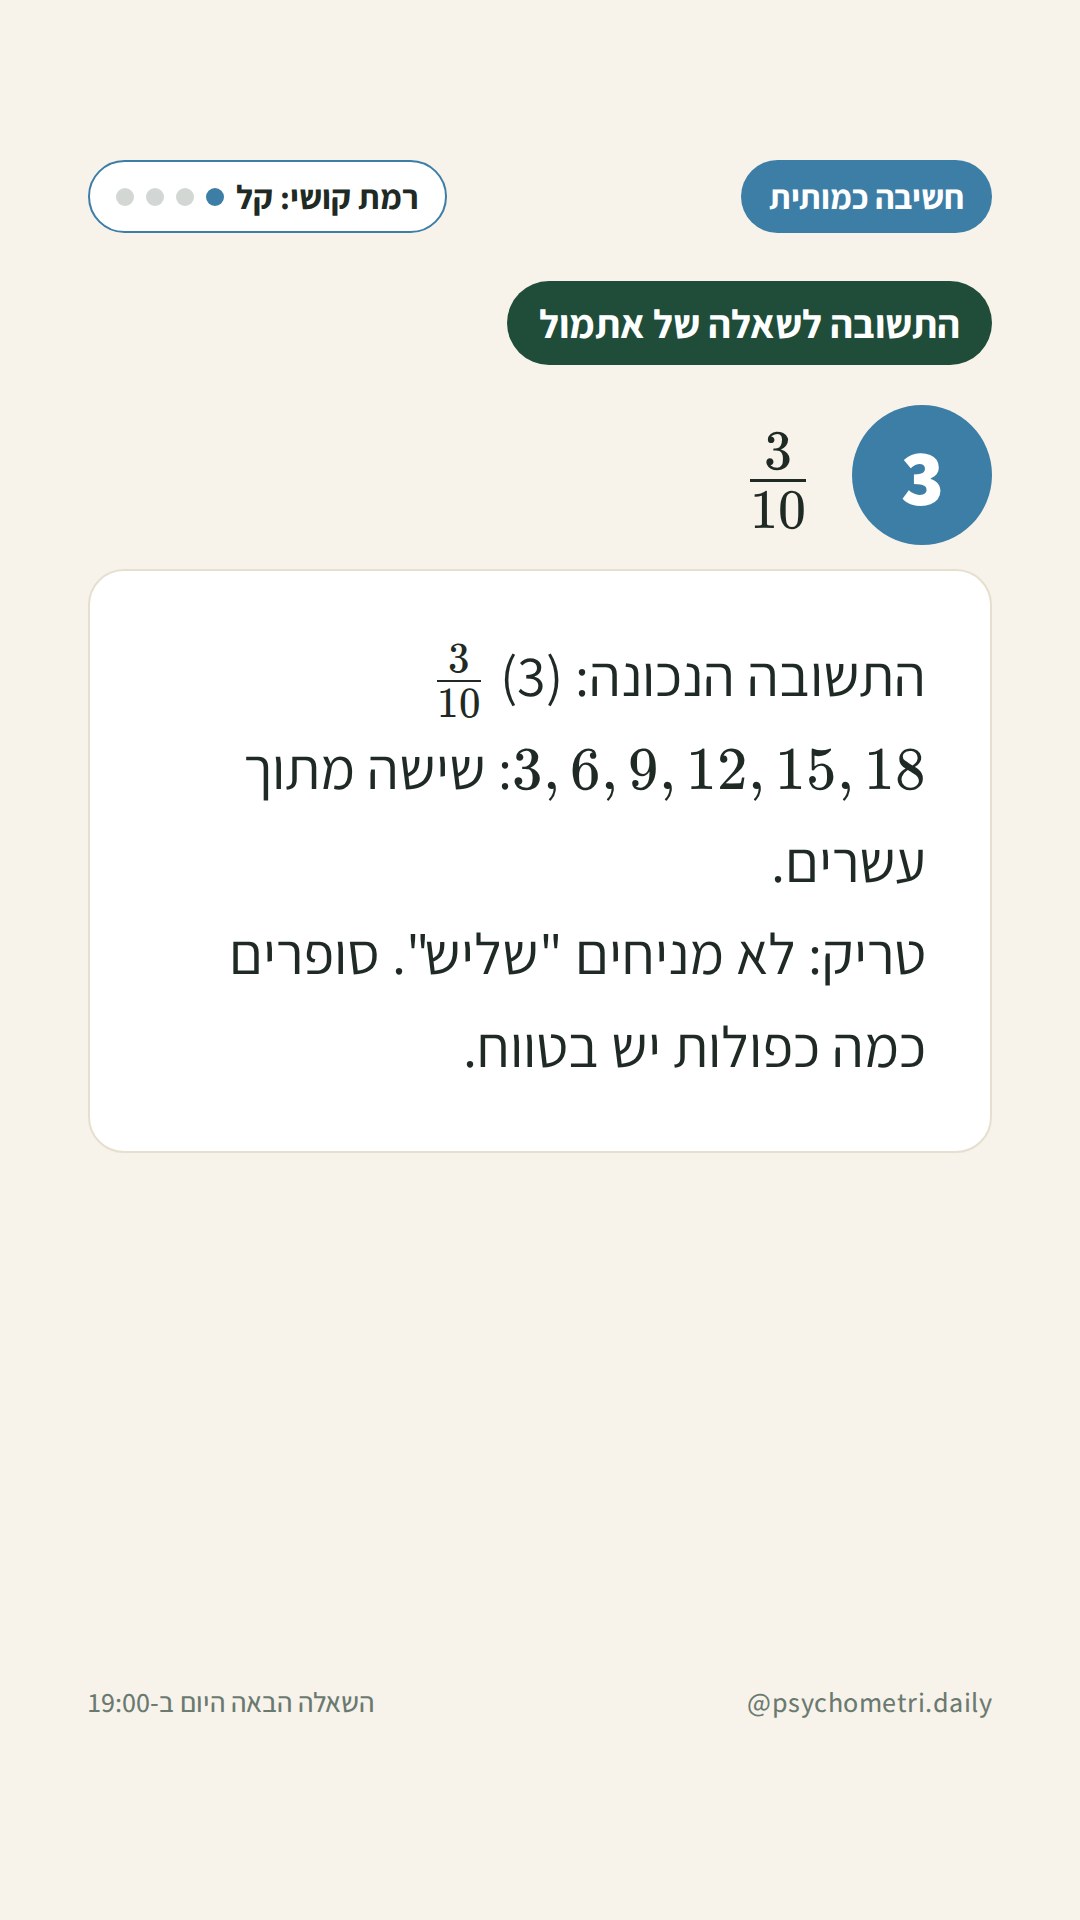 חשיבה כמותית
רמת קושי: קל
התשובה לשאלה של אתמול
3
3/10
התשובה הנכונה: (3) 3/10
3, 6, 9, 12, 15, 18: שישה מתוך
עשרים.
טריק: לא מניחים "שליש". סופרים
כמה כפולות יש בטווח.
@psychometri.daily
השאלה הבאה היום ב-19:00